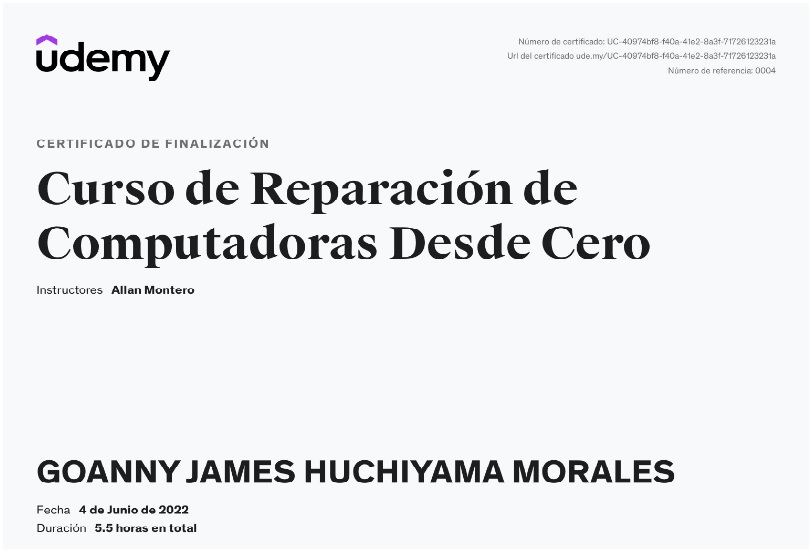 udemy
Número de certificado: UC-40974bf8-f40a-41e2-8a3f-71726123231a
Url del certificado ude.my/UC-40974bf8-f40a-41e2-8a3f-71726123231a
Número de referencia: 0004
CERTIFICADO DE FINALIZACIÓN
Curso de Reparación de
Computadoras Desde Cero
Instructores Allan Montero
GOANNY JAMES HUCHIYAMA MORALES
Fecha 4 de Junio de 2022
Duración 5.5 horas en total